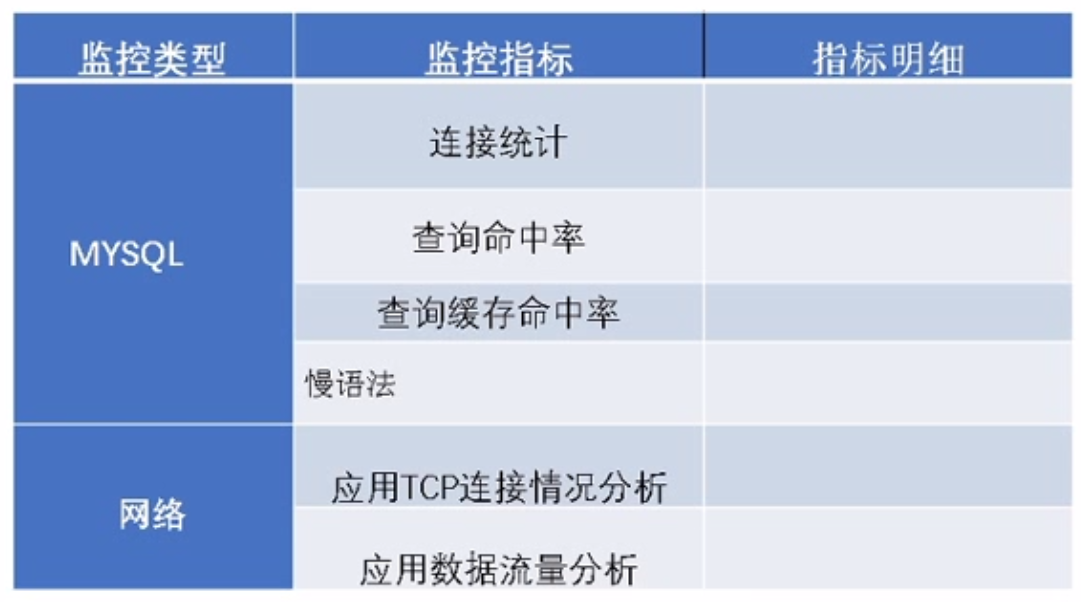 监控类型 监控指标 指标明细
连接统计
查询命中率
MYSQL
查询缓存命中率
慢语法
应用TCP连接情况分析
网络
应用数据流量分析